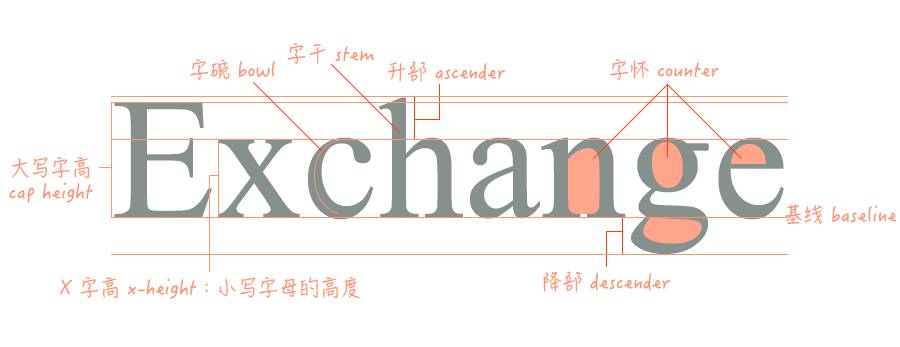 字干 stem
字碗 bowl
升部 ascender
字怀 counter
Exchange
大写字高
cap height
基线 baseline
X 字高 x-height：小写字母的高度
降部 descender